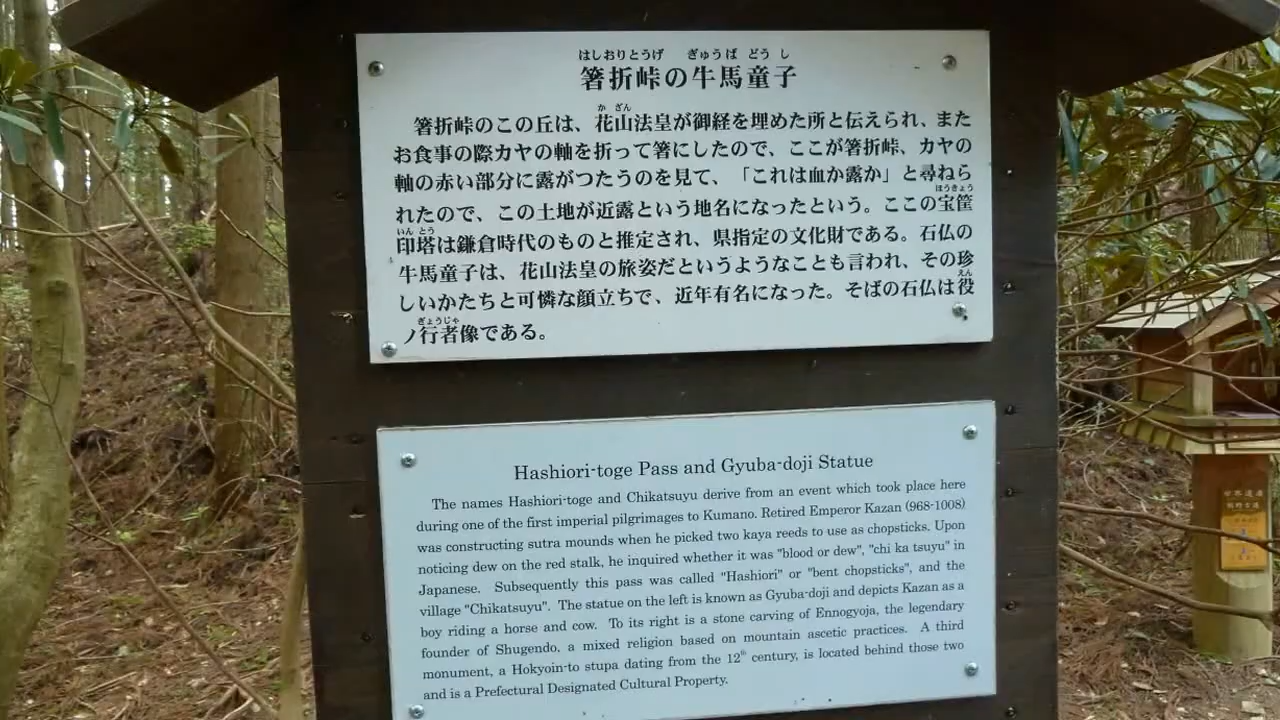 はしおりとうげ ぎゅうば どう し
箸折峠の牛馬童子
か ざん
箸折峠のこの丘は、花山法皇が御経を埋めた所と伝えられ、また
お食事の際カヤの軸を折って箸にしたので、ここが箸折峠、カヤの
軸の赤い部分に露がつたうのを見て、「これは血か露か」と尋ねら
ほうきょう
れたので、この土地が近露という地名になったという。ここの宝筐
いん とう
印塔は鎌倉時代のものと推定され、県指定の文化財である。石仏の
牛馬童子は、花山法皇の旅姿だというようなことも言われ、その珍
えん
しいかたちと可憐な顔立ちで、近年有名になった。そばの石仏は役
ぎょうじゃ
ノ行者像である。
Hashiori-toge Pass and Gyuba-doji Statue
The names Hashiori-toge and Chikatsuyu derive from an event which took place here
during one of the first imperial pilgrimages to Kumano. Retired Emperor Kazan (968-1008)
was constructing sutra mounds when he picked two kaya reeds to use as chopsticks. Upon
noticing dew on the red stalk, he inquired whether it was "blood or dew", "chi ka tsuyu" in
Japanese. Subsequently this pass was called "Hashiori" or "bent chopsticks", and the
village "Chikatsuyu". The statue on the left is known as Gyuba-doji and depicts Kazan as a
boy riding a horse and cow. To its right is a stone carving of Ennogyoja, the legendary
founder of Shugendo, a mixed religion based on mountain ascetic practices. A third
monument, a Hokyoin-to stupa dating from the 12th century, is located behind those two
and is a Prefectural Designated Cultural Property.
世界遺産
熊野古道